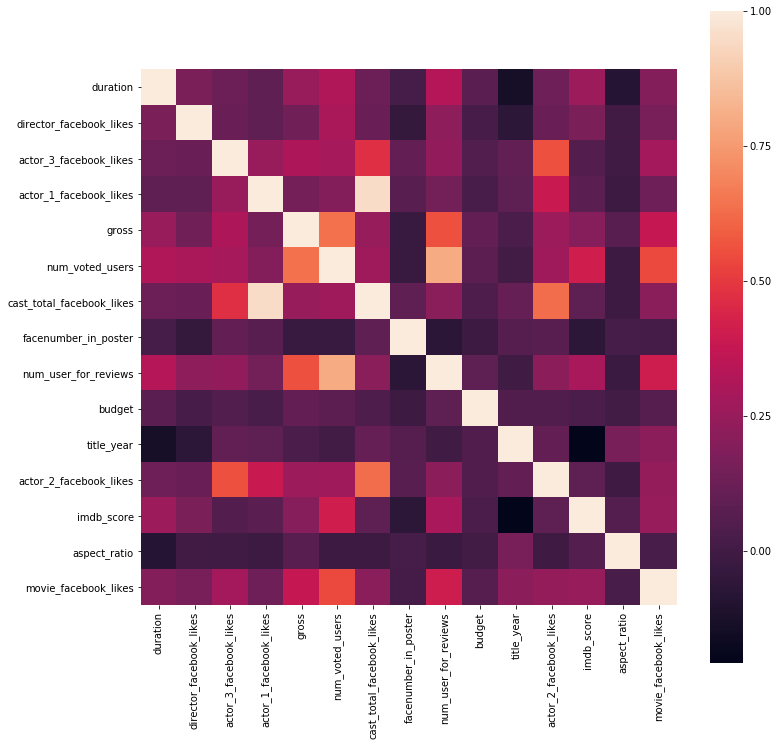 duration
director_facebook_likes
actor_3_facebook_likes
actor_1_facebook_likes
gross
num_voted_users
cast_total_facebook_likes
facenumber_in_poster
num_user_for_reviews
budget
title_year
actor_2_facebook_likes
imdb_score
aspect_ratio
movie_facebook_likes
duration
director_facebook_likes
actor_3_facebook_likes
actor_1_facebook_likes
gross
num_voted_users
cast_total_facebook_likes
facenumber_in_poster
num_user_for_reviews
budget
title_year
actor_2_facebook_likes
imdb_score
aspect_ratio
movie_facebook_likes
1.00
0.75
0.50
0.25
0.00